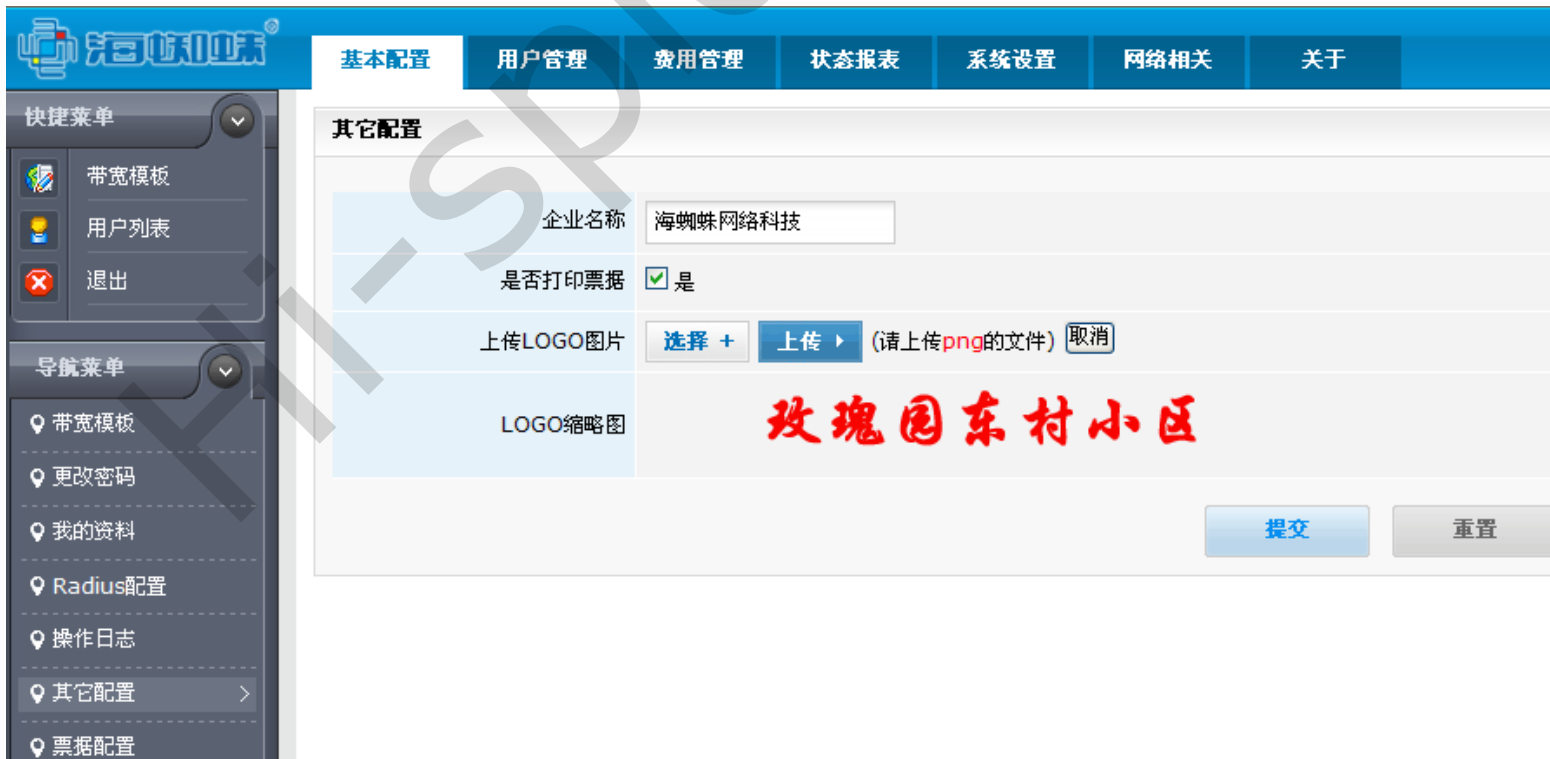 海蜘蛛®
基本配置 用户管理 费用管理 状态报表 系统设置 网络相关 关于
快捷菜单
带宽模板
用户列表
退出
导航菜单
带宽模板
更改密码
我的资料
Radius配置
操作日志
其它配置 >
票据配置
其它配置
企业名称 海蜘蛛网络科技
是否打印票据 是
上传LOGO图片 选择 + 上传 (请上传png的文件) 取消
LOGO缩略图 玫瑰园东村小区
提交 重置